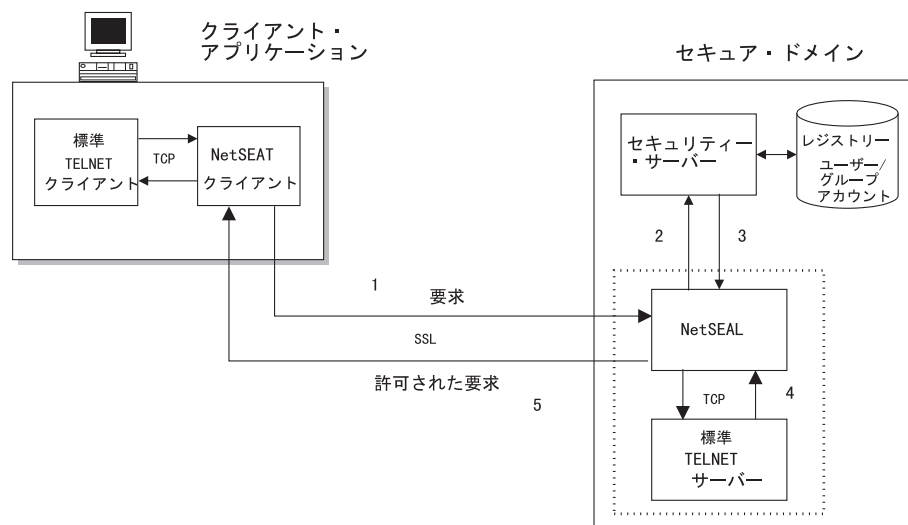 クライアント・
アプリケーション
セキュア・ドメイン
標準
TELNET
クライアント
TCP
NetSEAT
クライアント
セキュリティー
・サーバー
レジストリー
ユーザー/
グループ
アカウント
2
3
1
要求
SSL
許可された要求
5
NetSEAL
TCP
4
標準
TELNET
サーバー